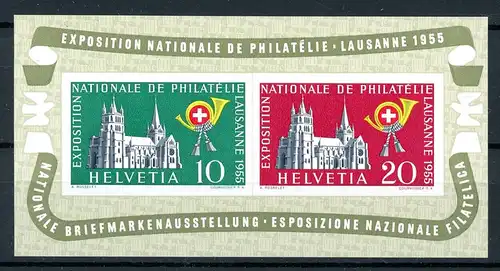 EXPOSITION NATIONALE DE PHILATÉLIE · LAUSANNE 1955
EXPOSITION NATIONALE DE PHILATÉLIE LAUSANNE 1955
10
HELVETIA
EXPOSITION NATIONALE DE PHILATÉLIE LAUSANNE 1955
20
HELVETIA
COURVOISIER S.A.
NATIONALE BRIEFMARKENAUSSTELLUNG · ESPOSIZIONE NAZIONALE FILATELICA